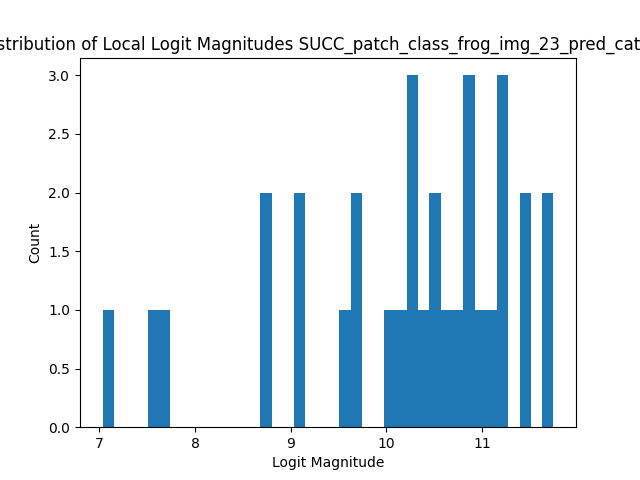 stribution of Local Logit Magnitudes SUCC_patch_class_frog_img_23_pred_cat
3.0
2.5
2.0
1.5
1.0
0.5
0.0
Count
7 8 9 10 11
Logit Magnitude